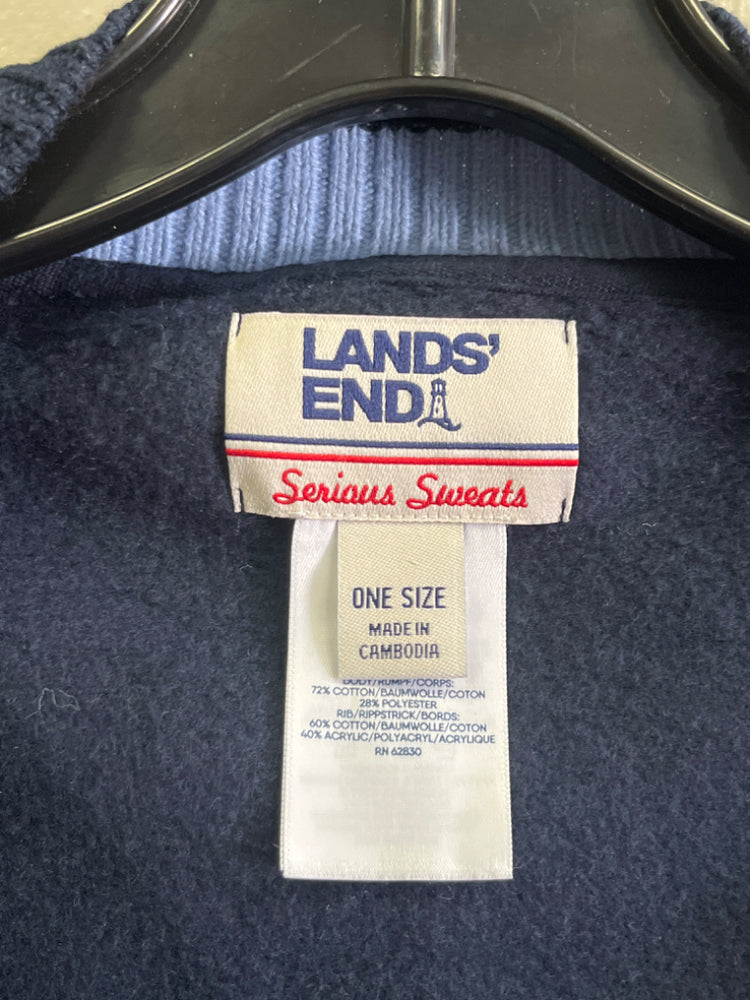 LANDS'
END
Serious Sweats
ONE SIZE
MADE IN
CAMBODIA
BODY/RUMPF/CORPS:
72% COTTON/BAUMWOLLE/COTON
28% POLYESTER
RIB/RIPPSTRICK/BORDS:
60% COTTON/BAUMWOLLE/COTON
40% ACRYLIC/POLYACRYL/ACRYLIQUE
RN 62830